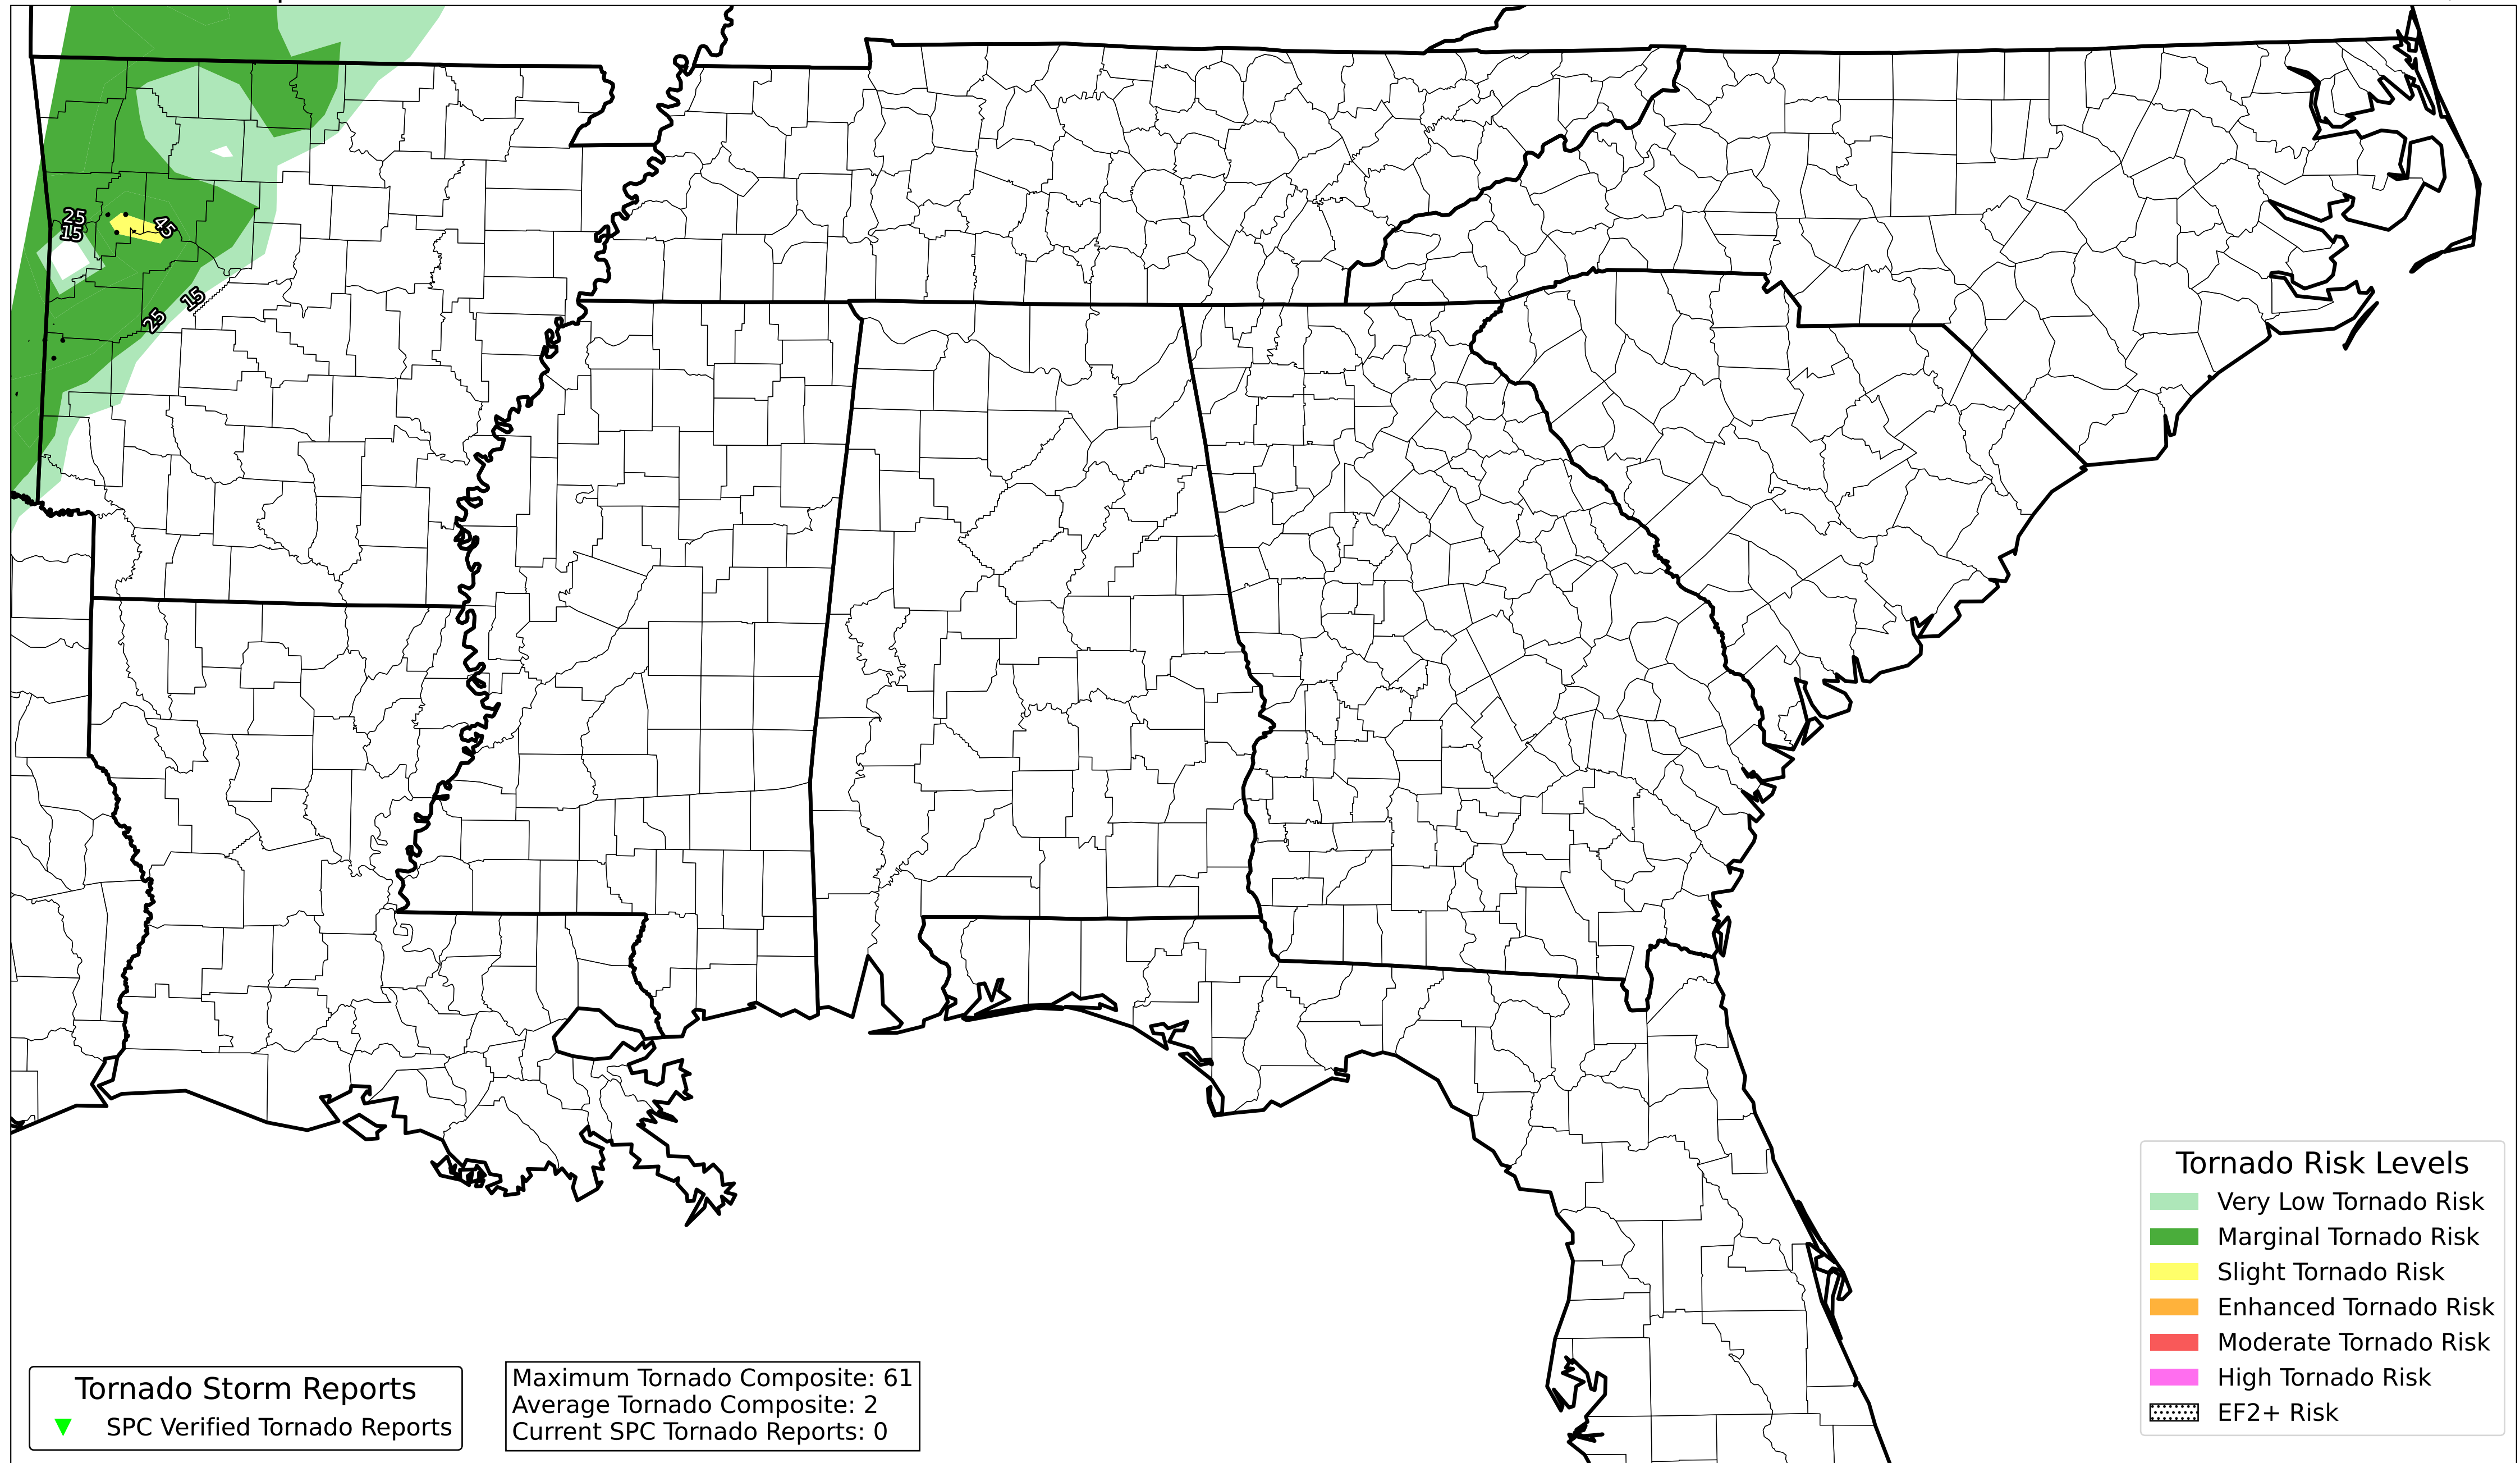 25
15
45
15
25
Tornado Risk Levels
Very Low Tornado Risk
Marginal Tornado Risk
Slight Tornado Risk
Enhanced Tornado Risk
Moderate Tornado Risk
High Tornado Risk
EF2+ Risk
Tornado Storm Reports
SPC Verified Tornado Reports
Maximum Tornado Composite: 61
Average Tornado Composite: 2
Current SPC Tornado Reports: 0